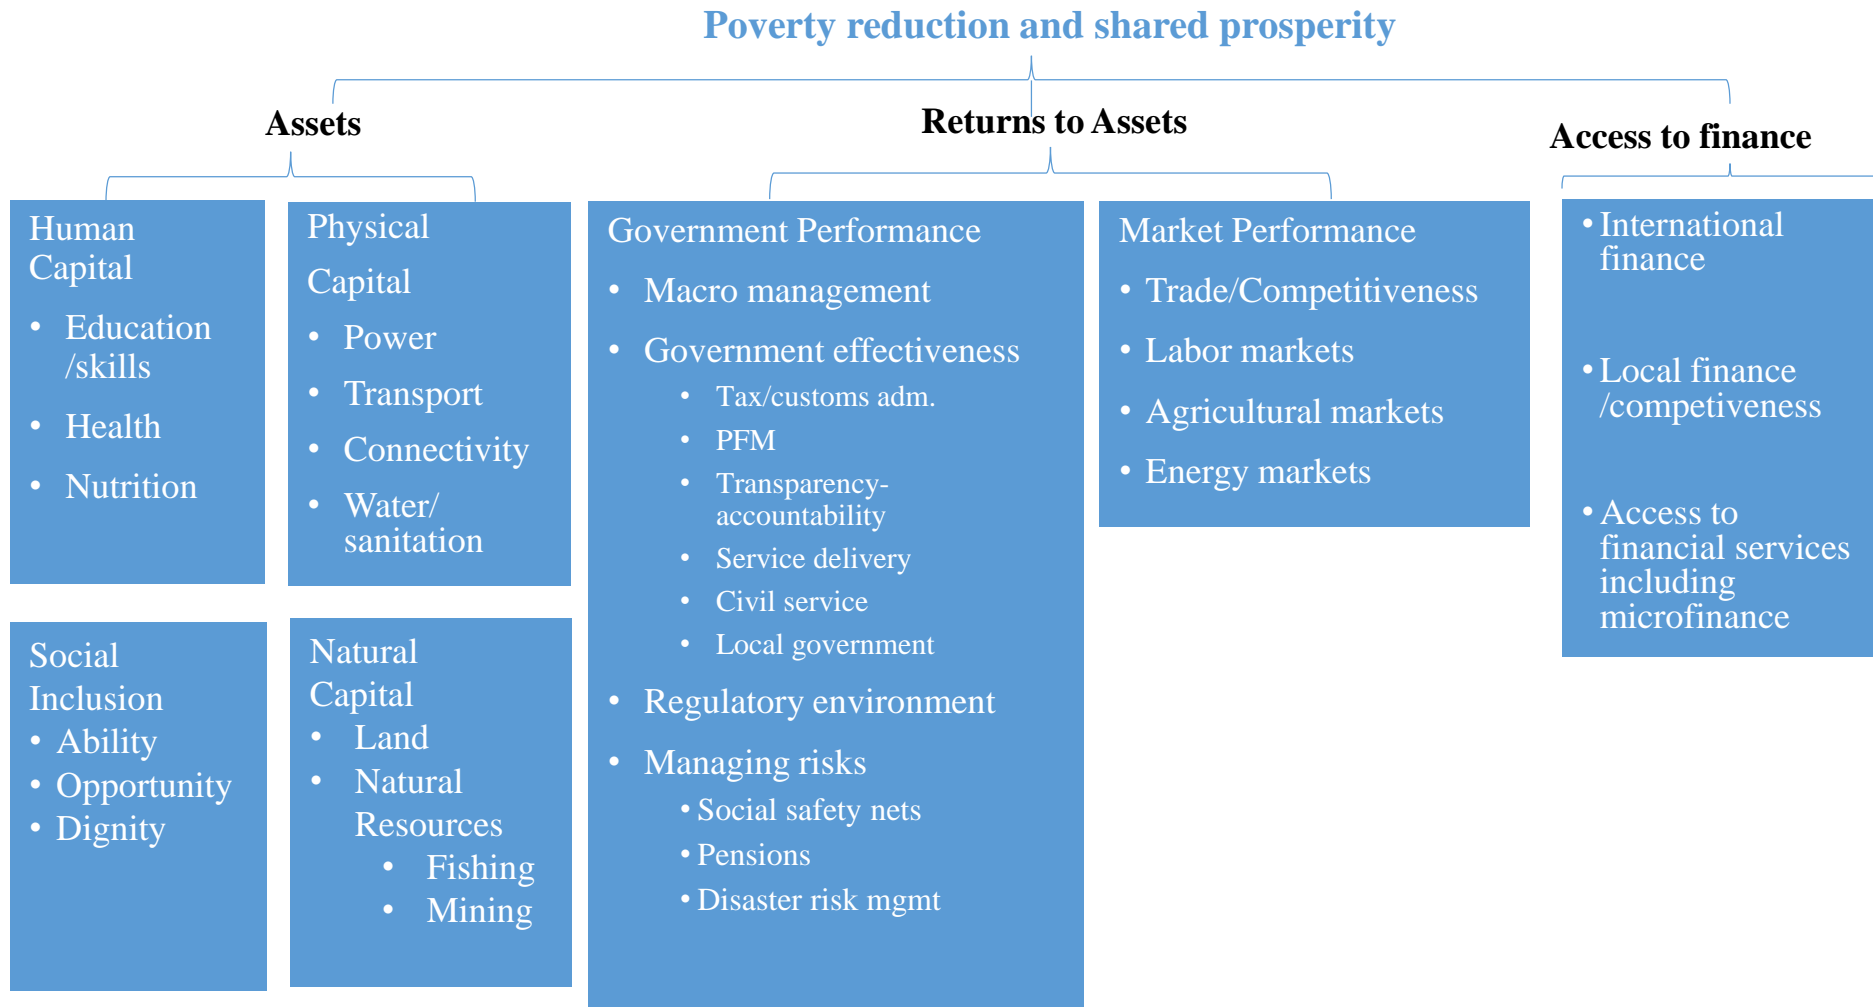 Poverty reduction and shared prosperity
Assets
Returns to Assets
Access to finance
Human
Capital
• Education
/skills
• Health
• Nutrition
Physical
Capital
• Power
• Transport
• Connectivity
• Water/
sanitation
Social
Inclusion
• Ability
• Opportunity
• Dignity
Natural
Capital
• Land
• Natural
Resources
• Fishing
• Mining
Government Performance
• Macro management
• Government effectiveness
• Tax/customs adm.
• PFM
• Transparency-
accountability
• Service delivery
• Civil service
• Local government
• Regulatory environment
• Managing risks
• Social safety nets
• Pensions
• Disaster risk mgmt
Market Performance
• Trade/Competitiveness
• Labor markets
• Agricultural markets
• Energy markets
• International
finance
• Local finance
/competiveness
• Access to
financial services
including
microfinance